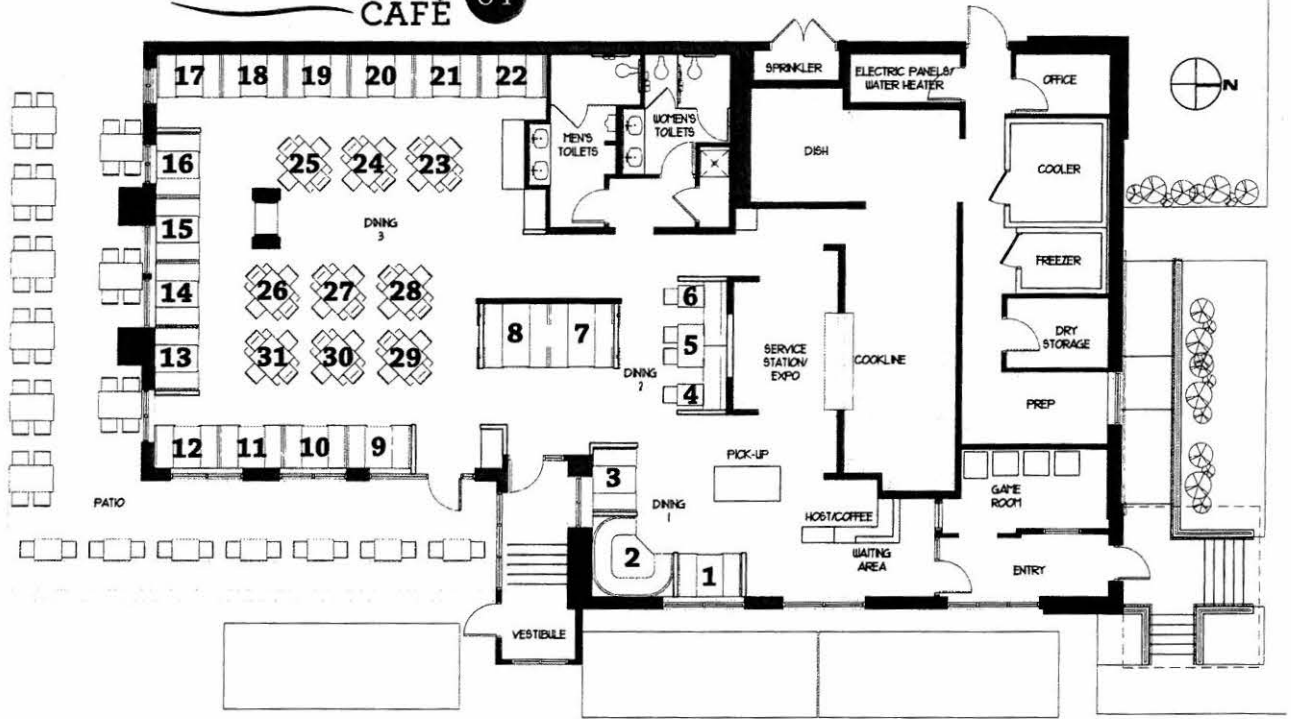 CAFÉ
17 18 19 20 21 22
SPRINKLER
ELECTRIC PANELS/
WATER HEATER
OFFICE
N
MEN'S
TOILETS
WOMEN'S
TOILETS
DISH
COOLER
16
25 24 23
15
DINING
3
FREEZER
14
26 27 28
6
8 7
5
SERVICE
STATION/
EXPO
COOKLINE
DRY
STORAGE
13
31 30 29
DINING
2
4
PREP
12 11 10 9
3
PICK-UP
GAME
ROOM
PATIO
DINING
1
HOST/COFFEE
2
1
WAITING
AREA
ENTRY
VESTIBULE